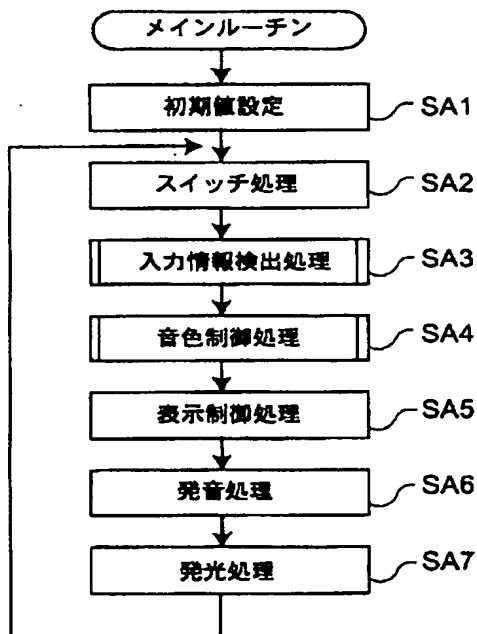 メインルーチン
初期値設定 SA1
スイッチ処理 SA2
入力情報検出処理 SA3
音色制御処理 SA4
表示制御処理 SA5
発音処理 SA6
発光処理 SA7